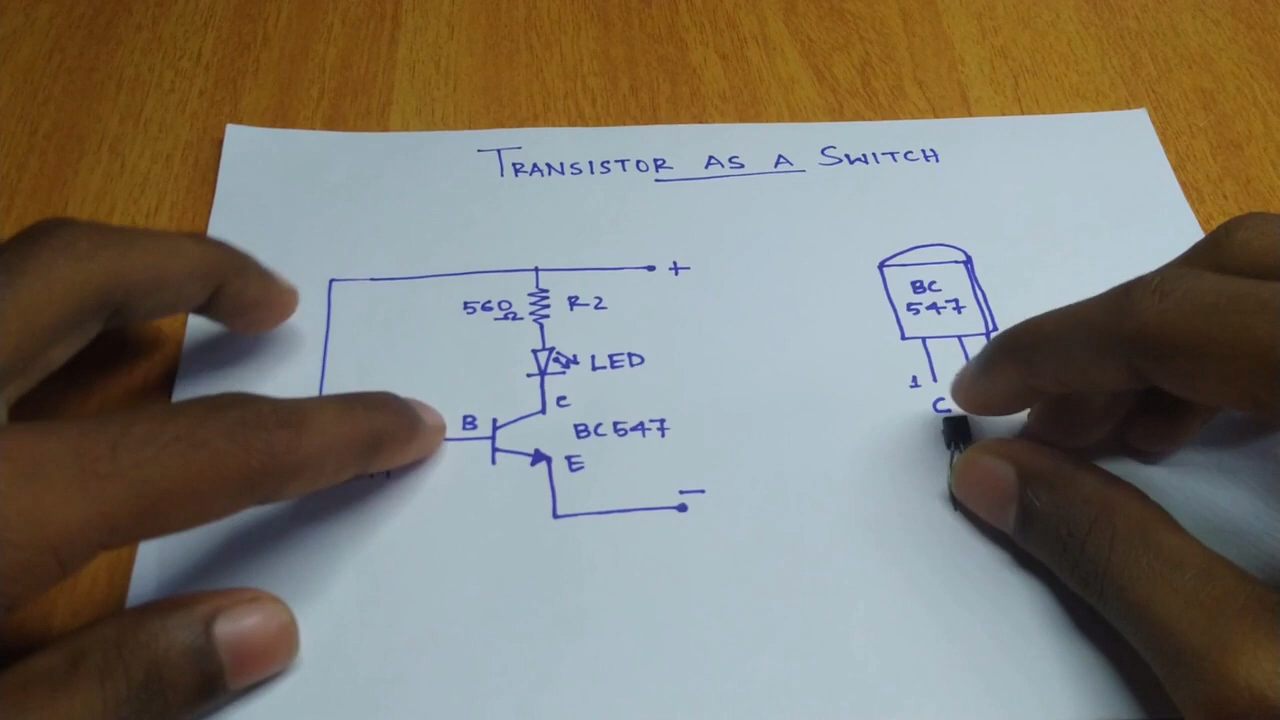 TRANSISTOR AS A SWITCH
+
560Ω R2
LED
C
B
BC547
E
−
BC
547
1
C